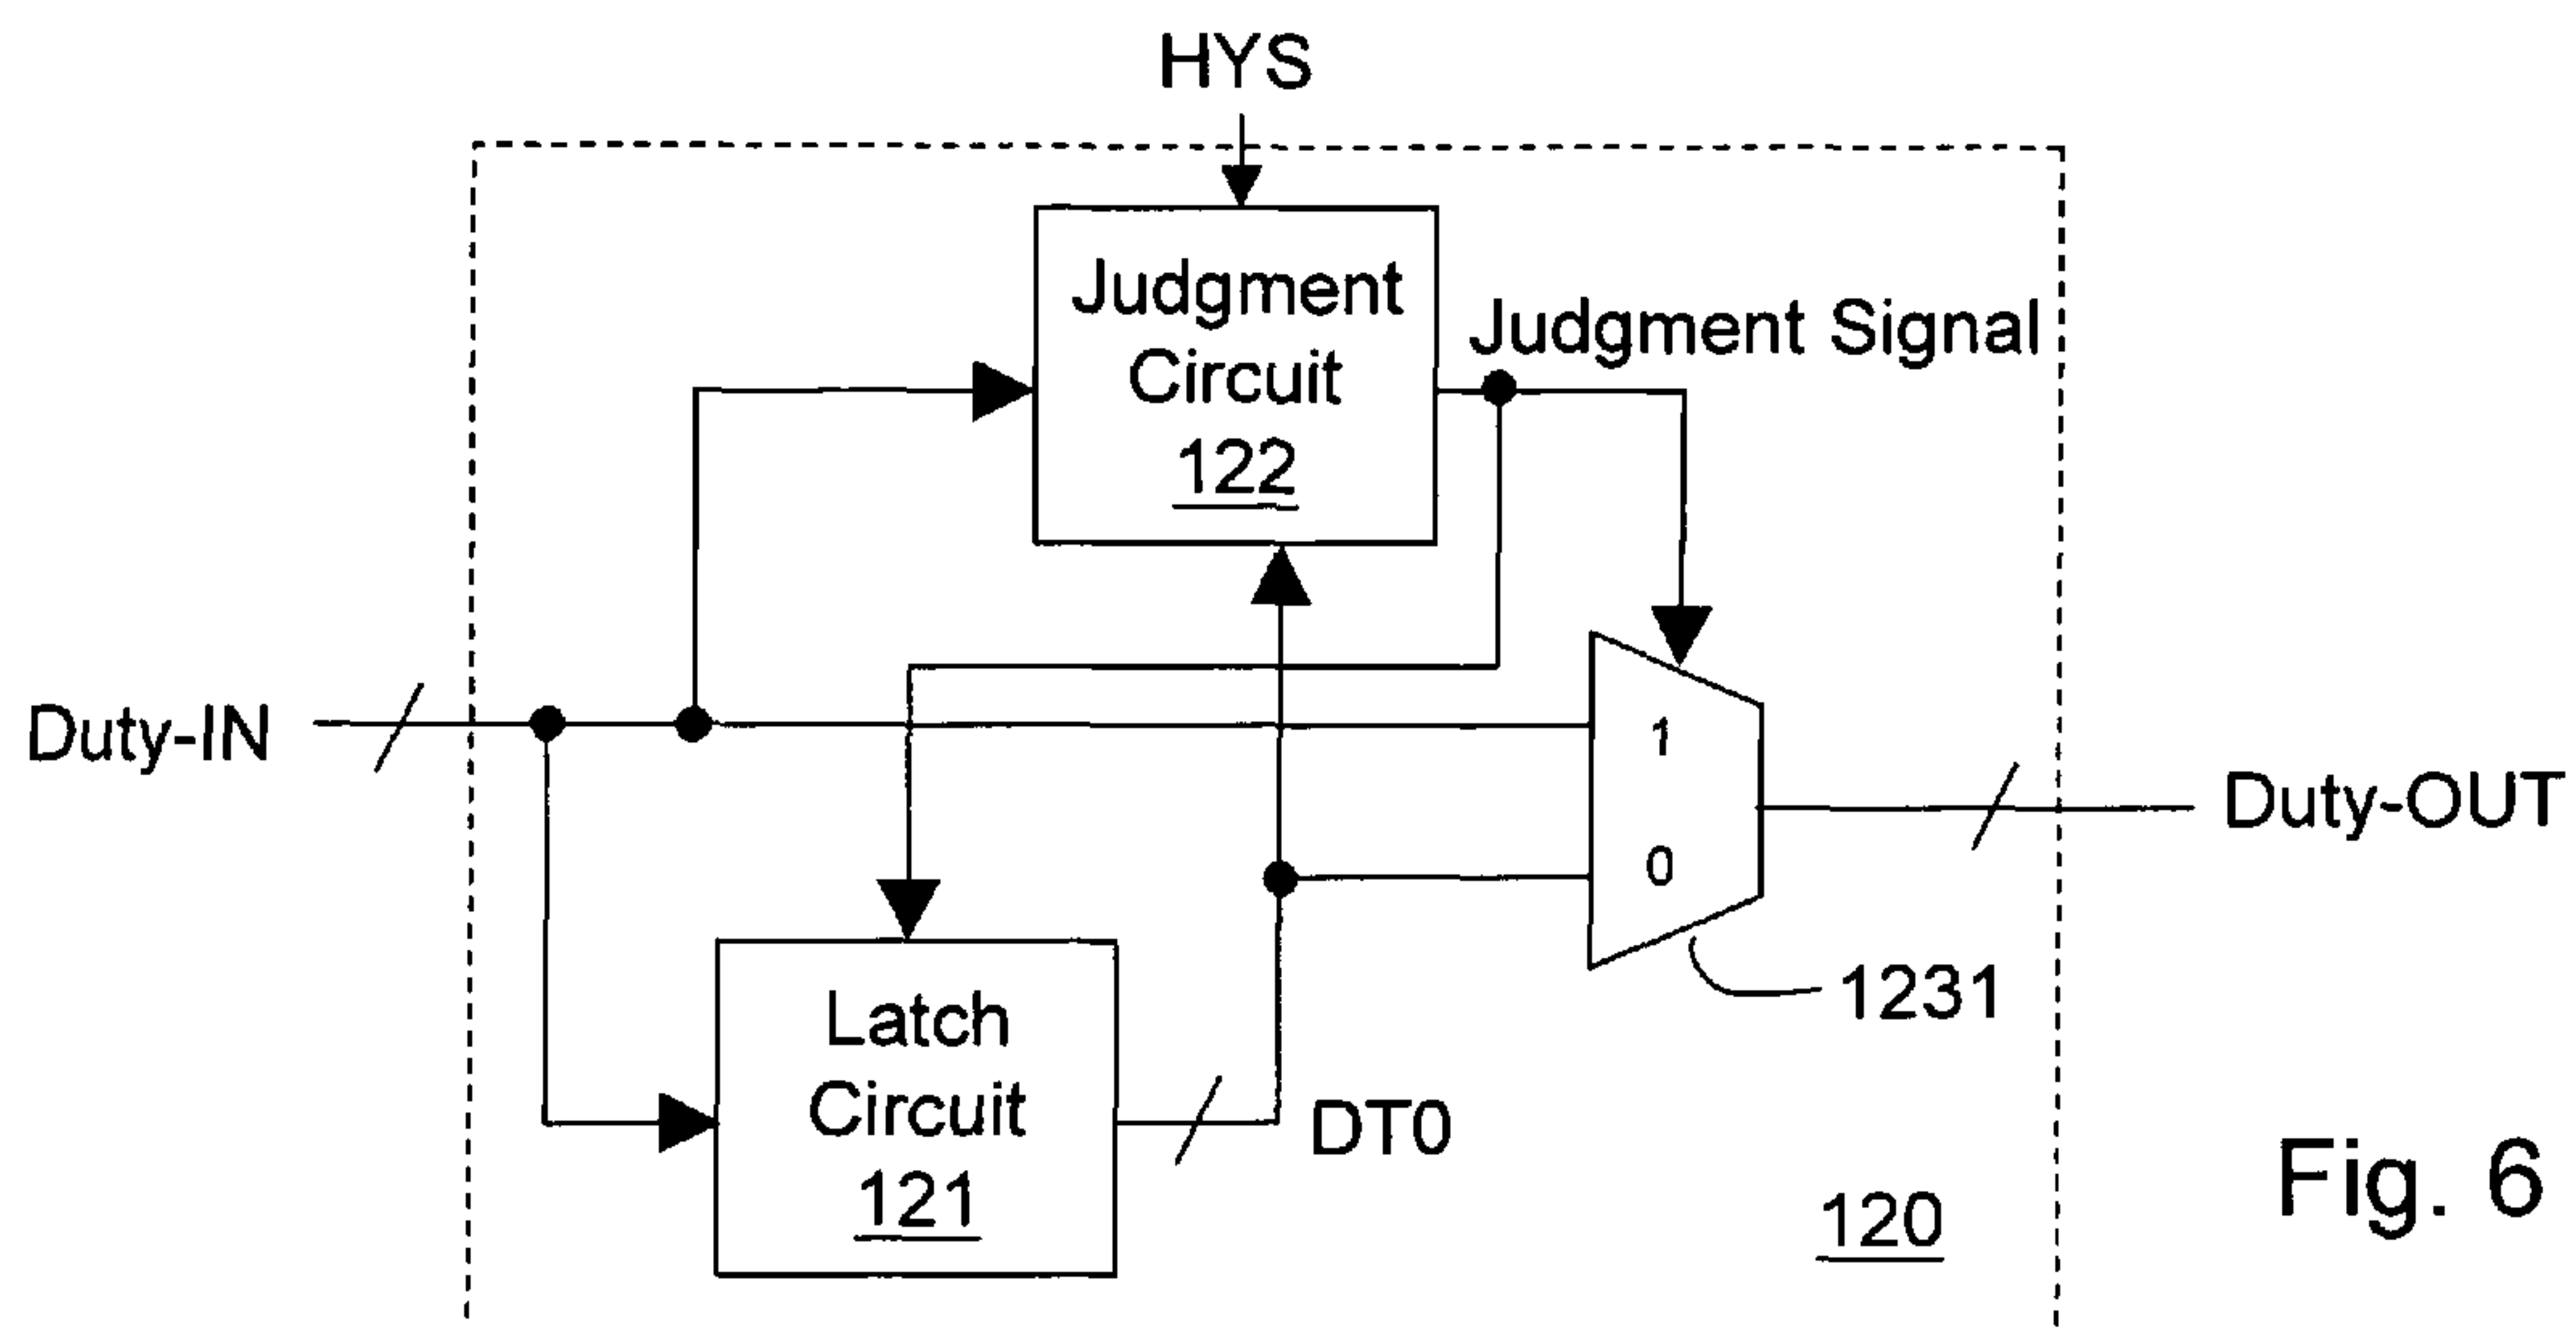 HYS
Judgment
Circuit
122
Judgment Signal
Duty-IN
1
0
Duty-OUT
1231
Latch
Circuit
121
DT0
120
Fig. 6